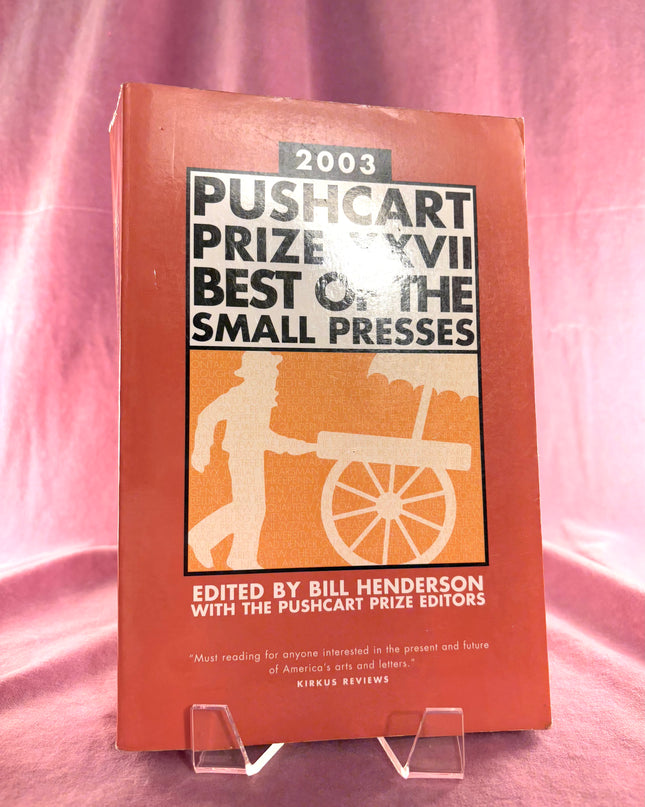 2003
PUSHCART
PRIZE XXVII
BEST OF THE
SMALL PRESSES
EDITED BY BILL HENDERSON
WITH THE PUSHCART PRIZE EDITORS
“Must reading for anyone interested in the present and future
of America’s arts and letters.”
KIRKUS REVIEWS